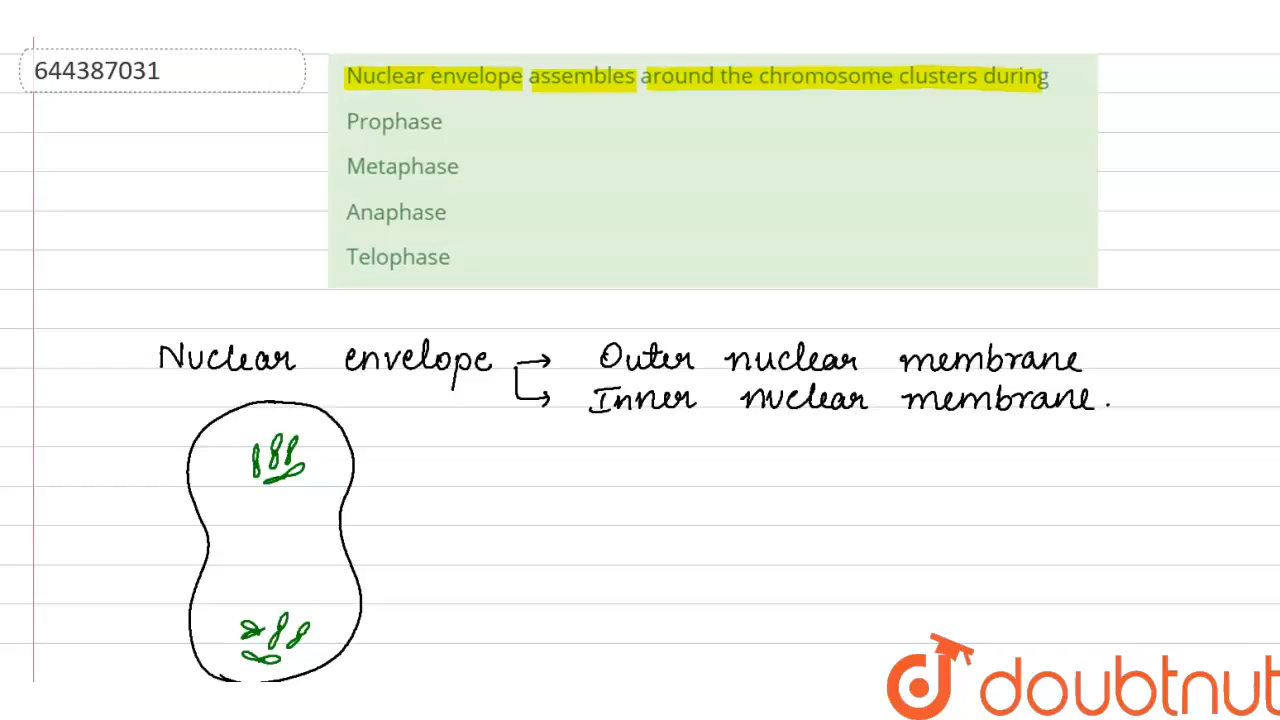 644387031
Nuclear envelope assembles around the chromosome clusters during
Prophase
Metaphase
Anaphase
Telophase
Nuclear envelope → Outer nuclear membrane
→ Inner nuclear membrane.
doubtnut